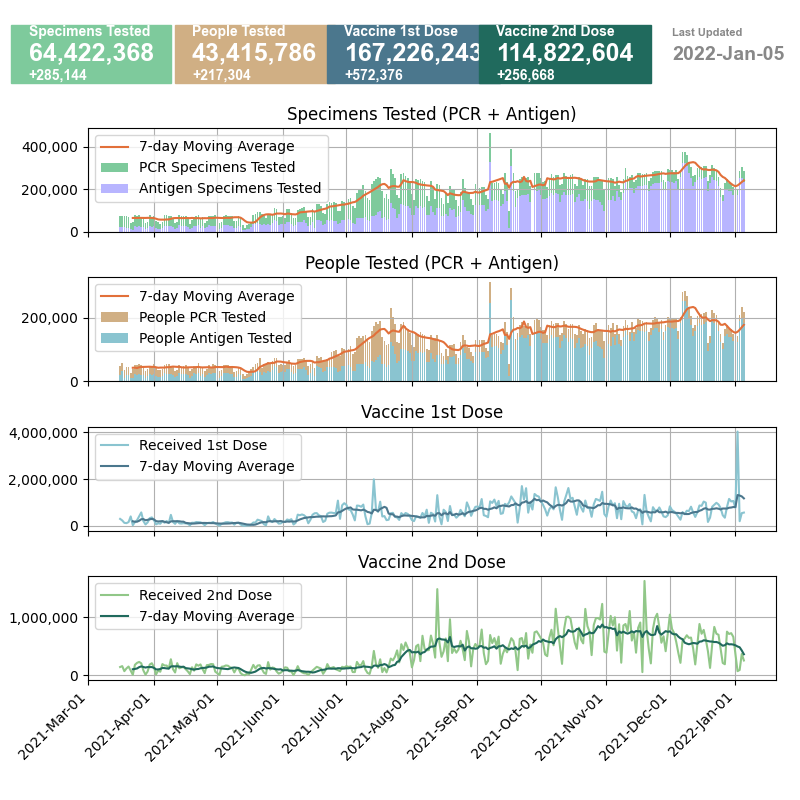 Specimens Tested
64,422,368
+285,144
People Tested
43,415,786
+217,304
Vaccine 1st Dose
167,226,243
+572,376
Vaccine 2nd Dose
114,822,604
+256,668
Last Updated
2022-Jan-05
Specimens Tested (PCR + Antigen)
7-day Moving Average
PCR Specimens Tested
Antigen Specimens Tested
400,000
200,000
0
People Tested (PCR + Antigen)
7-day Moving Average
People PCR Tested
People Antigen Tested
200,000
0
Vaccine 1st Dose
Received 1st Dose
7-day Moving Average
4,000,000
2,000,000
0
Vaccine 2nd Dose
Received 2nd Dose
7-day Moving Average
1,000,000
0
2021-Mar-01
2021-Apr-01
2021-May-01
2021-Jun-01
2021-Jul-01
2021-Aug-01
2021-Sep-01
2021-Oct-01
2021-Nov-01
2021-Dec-01
2022-Jan-01